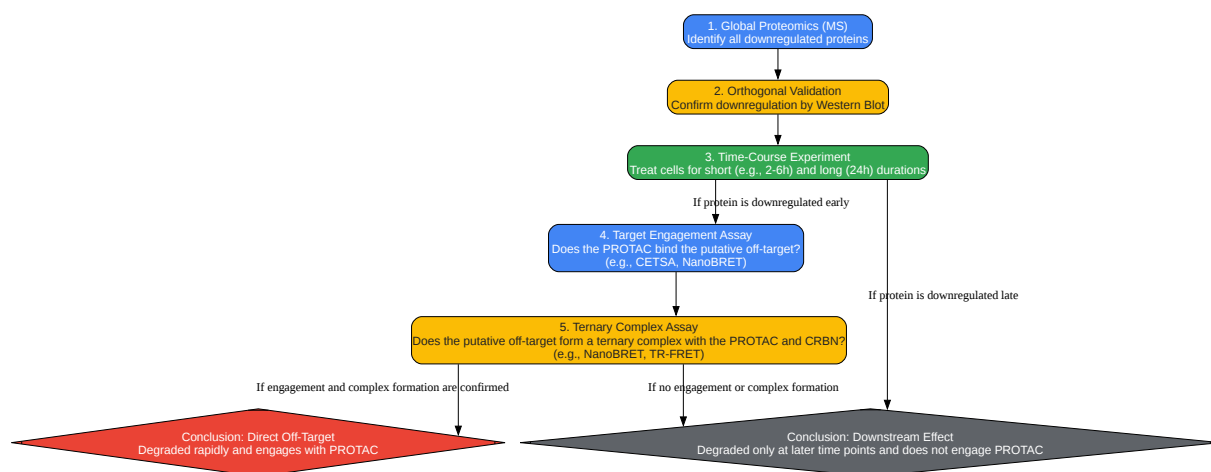 1. Global Proteomics (MS)
Identify all downregulated proteins
2. Orthogonal Validation
Confirm downregulation by Western Blot
3. Time-Course Experiment
Treat cells for short (e.g., 2-6h) and long (24h) durations
If protein is downregulated early
4. Target Engagement Assay
Does the PROTAC bind the putative off-target?
(e.g., CETSA, NanoBRET)
If protein is downregulated late
5. Ternary Complex Assay
Does the putative off-target form a ternary complex with the PROTAC and CRBN?
(e.g., NanoBRET, TR-FRET)
If engagement and complex formation are confirmed
If no engagement or complex formation
Conclusion: Direct Off-Target
Degraded rapidly and engages with PROTAC
Conclusion: Downstream Effect
Degraded only at later time points and does not engage PROTAC